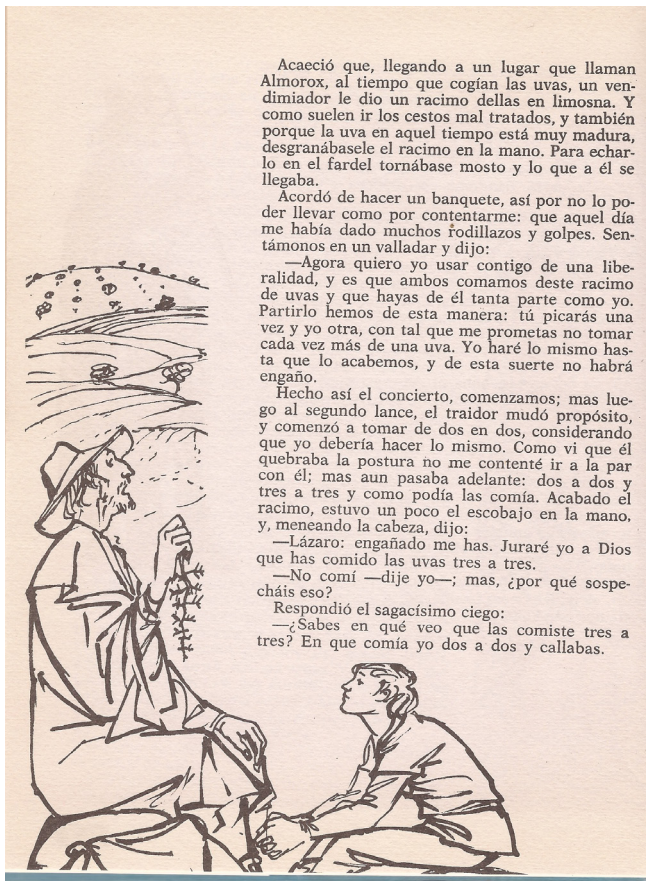 Acaeció que, llegando a un lugar que llaman
Almorox, al tiempo que cogían las uvas, un ven-
dimiador le dio un racimo dellas en limosna. Y
como suelen ir los cestos mal tratados, y también
porque la uva en aquel tiempo está muy madura,
desgranábasele el racimo en la mano. Para echar-
lo en el fardel tornábase mosto y lo que a él se
llegaba.
Acordó de hacer un banquete, así por no lo po-
der llevar como por contentarme: que aquel día
me había dado muchos rodillazos y golpes. Sen-
támonos en un valladar y dijo:
—Agora quiero yo usar contigo de una libe-
ralidad, y es que ambos comamos deste racimo
de uvas y que hayas de él tanta parte como yo.
Partirlo hemos de esta manera: tú picarás una
vez y yo otra, con tal que me prometas no tomar
cada vez más de una uva. Yo haré lo mismo has-
ta que lo acabemos, y de esta suerte no habrá
engaño.
Hecho así el concierto, comenzamos; mas lue-
go al segundo lance, el traidor mudó propósito,
y comenzó a tomar de dos en dos, considerando
que yo debería hacer lo mismo. Como vi que él
quebraba la postura no me contenté ir a la par
con él; mas aun pasaba adelante: dos a dos y
tres a tres y como podía las comía. Acabado el
racimo, estuvo un poco el escobajo en la mano,
y, meneando la cabeza, dijo:
—Lázaro: engañado me has. Juraré yo a Dios
que has comido las uvas tres a tres.
—No comí —dije yo—; mas, ¿por qué sospe-
cháis eso?
Respondió el sagacísimo ciego:
—¿Sabes en qué veo que las comiste tres a
tres? En que comía yo dos a dos y callabas.